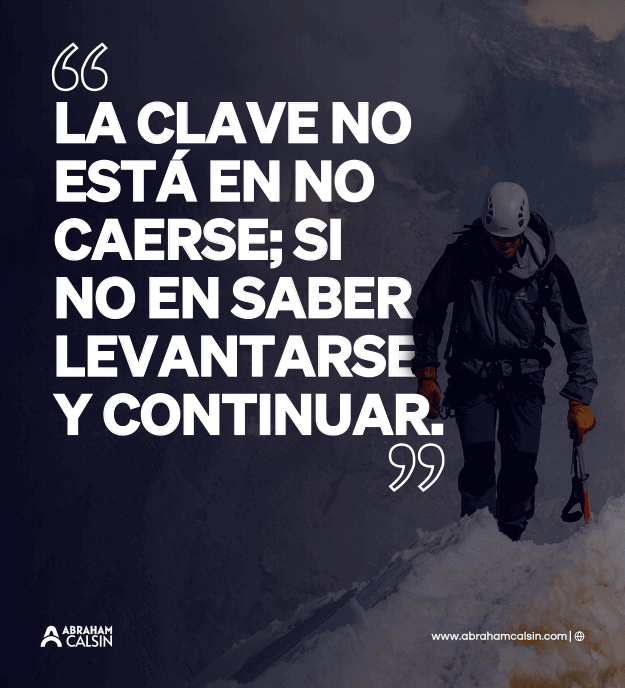 “
LA CLAVE NO
ESTÁ EN NO
CAERSE; SI
NO EN SABER
LEVANTARSE
Y CONTINUAR.
”
ABRAHAM
CALSIN
www.abrahamcalsin.com |